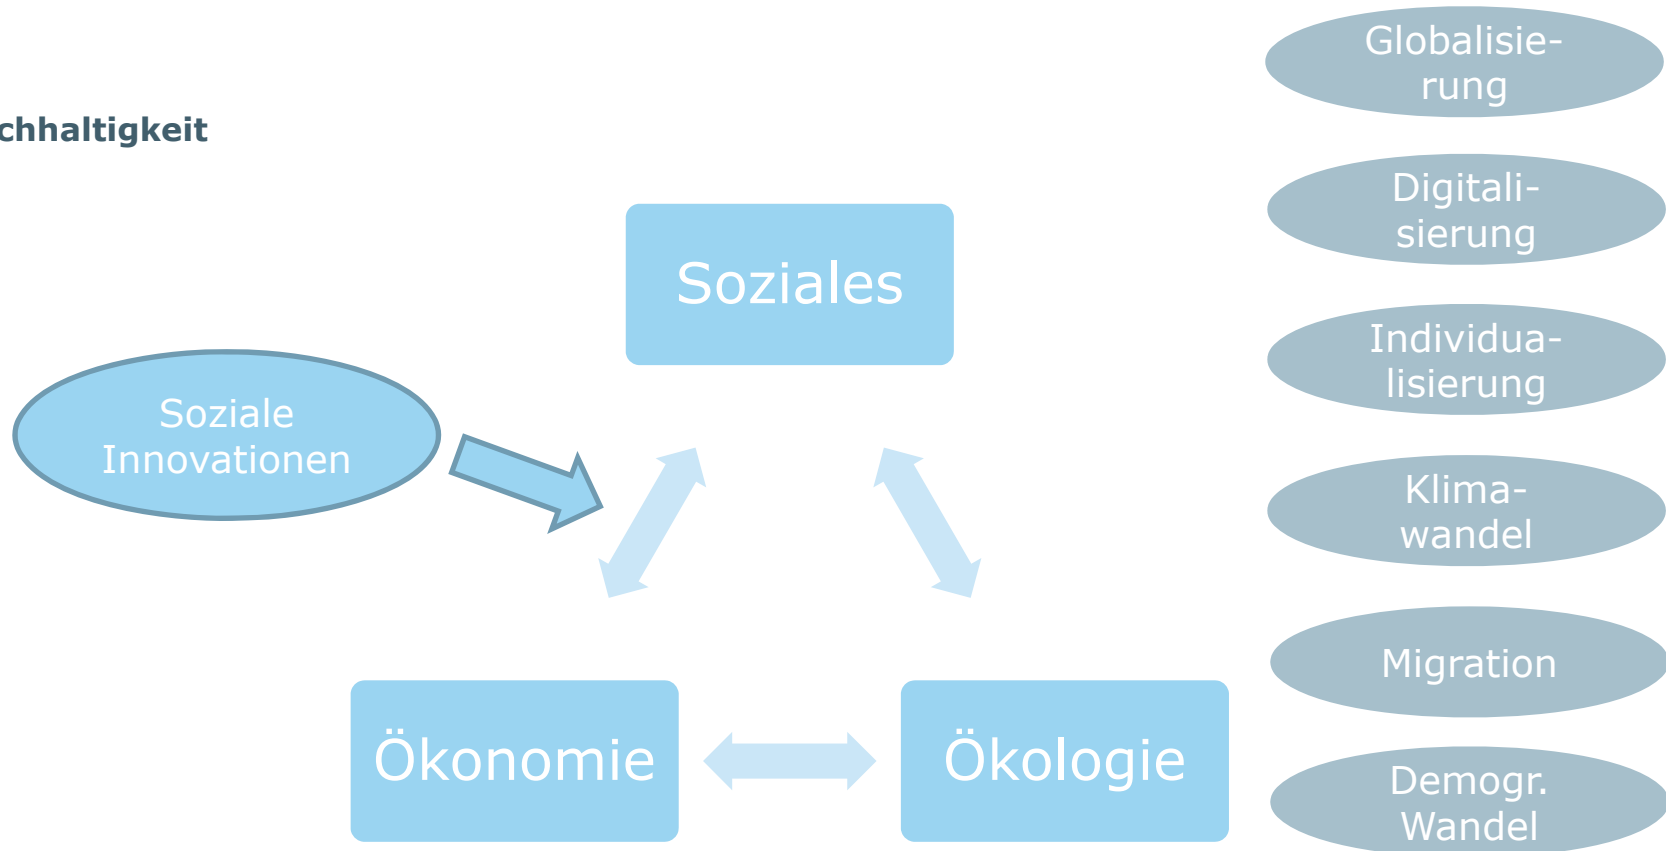 chhaltigkeit
Soziales
Soziale
Innovationen
Ökonomie
Ökologie
Globalisie-
rung
Digitali-
sierung
Individua-
lisierung
Klima-
wandel
Migration
Demogr.
Wandel